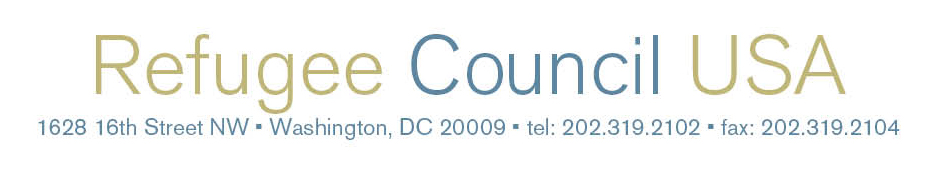 Refugee Council USA
1628 16th Street NW ▪ Washington, DC 20009 ▪ tel: 202.319.2102 ▪ fax: 202.319.2104